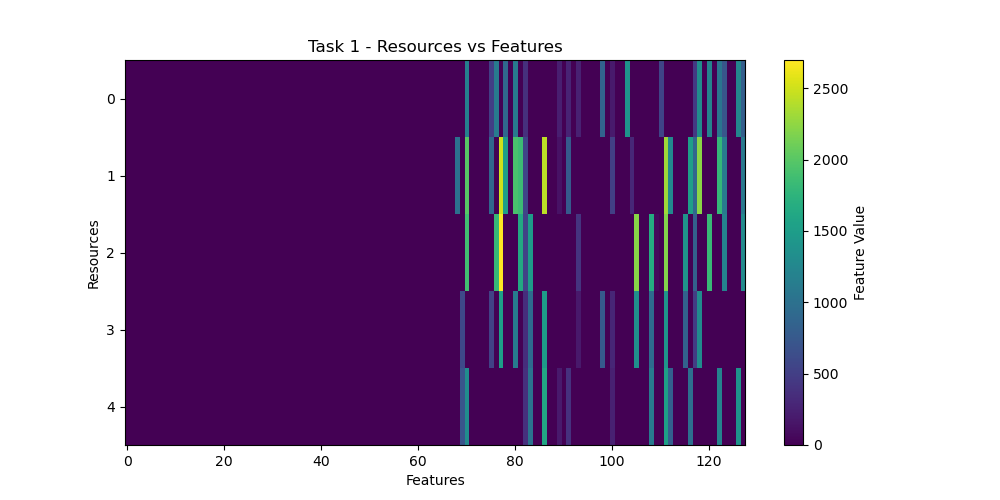 Task 1 - Resources vs Features
Resources
0
1
2
3
4
0 20 40 60 80 100 120
Features
2500
2000
1500
1000
500
0
Feature Value